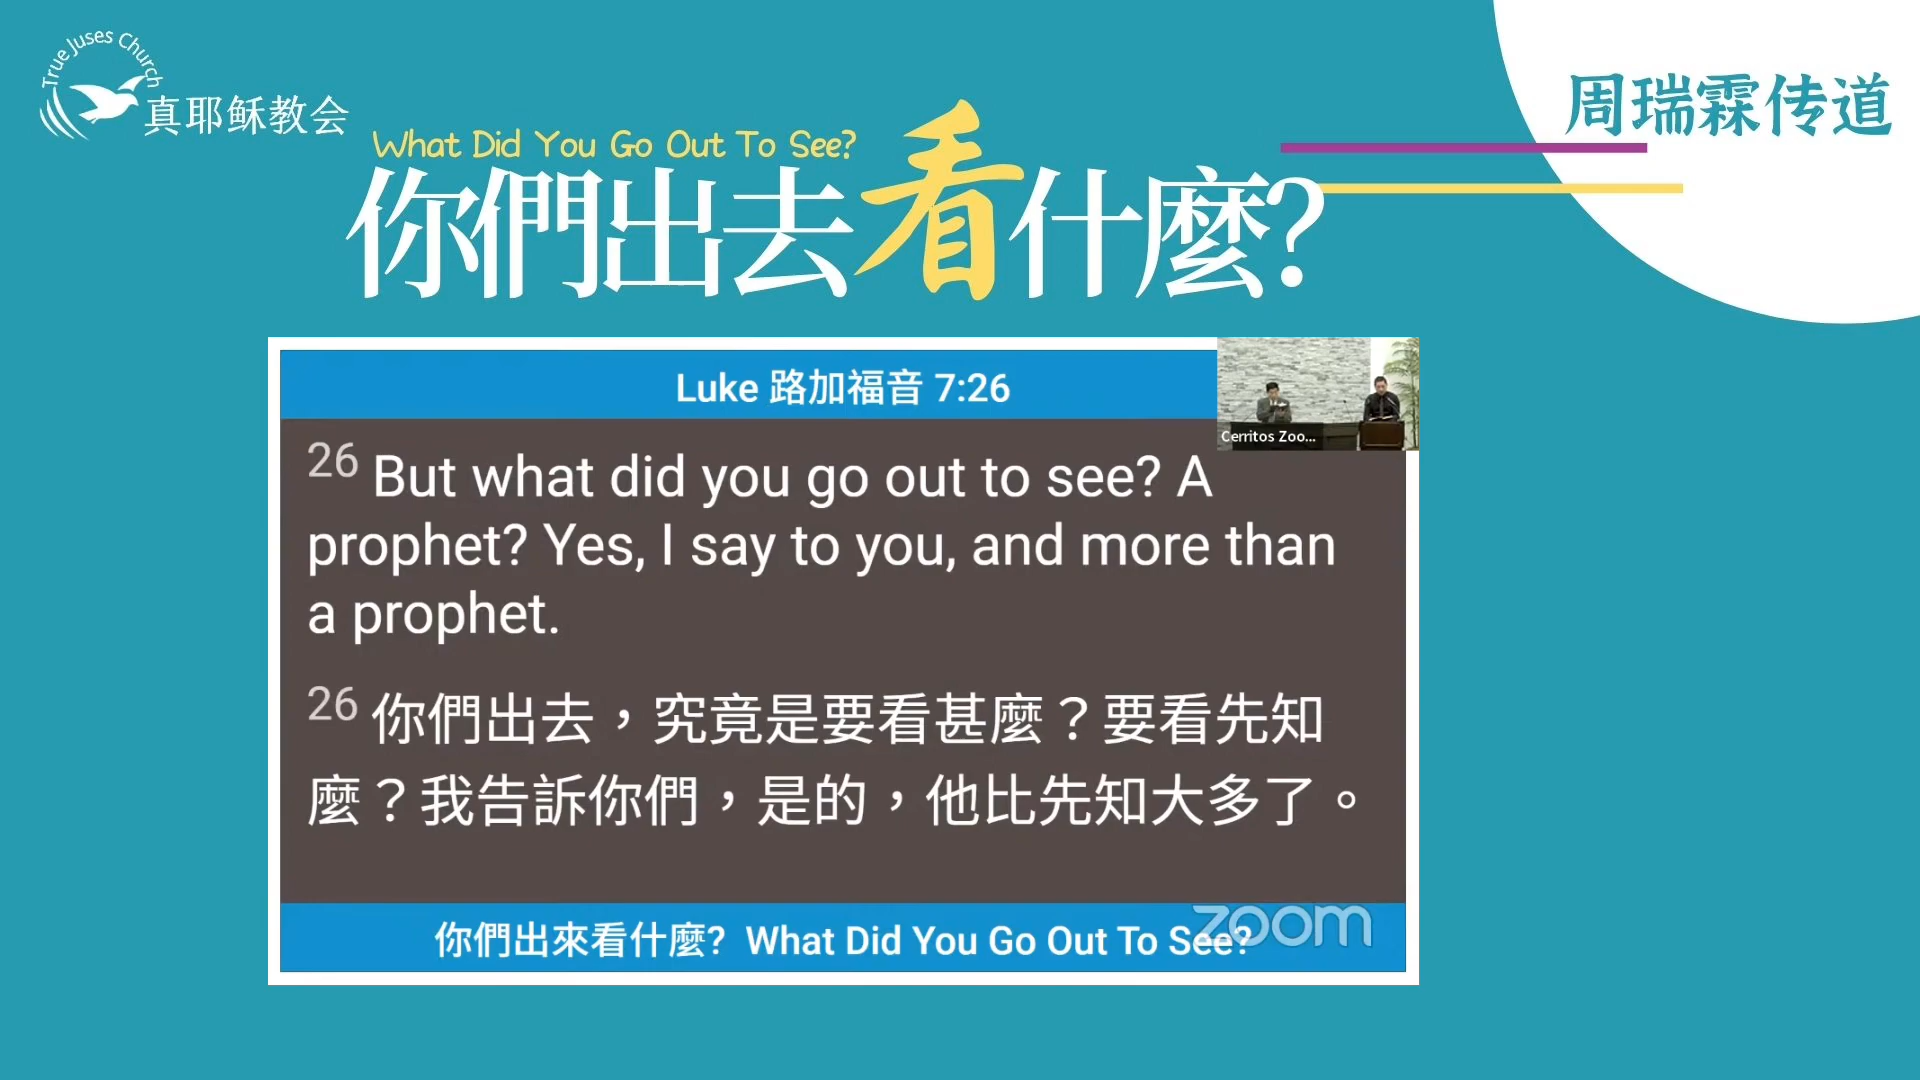 True Juses Church
真耶稣教会
周瑞霖传道
What Did You Go Out To See?
你們出去看什麼?
Luke 路加福音 7:26
Cerritos Zoo...
26 But what did you go out to see? A
prophet? Yes, I say to you, and more than
a prophet.
26 你們出去，究竟是要看甚麼？要看先知
麼？我告訴你們，是的，他比先知大多了。
你們出來看什麼? What Did You Go Out To See?
zoom